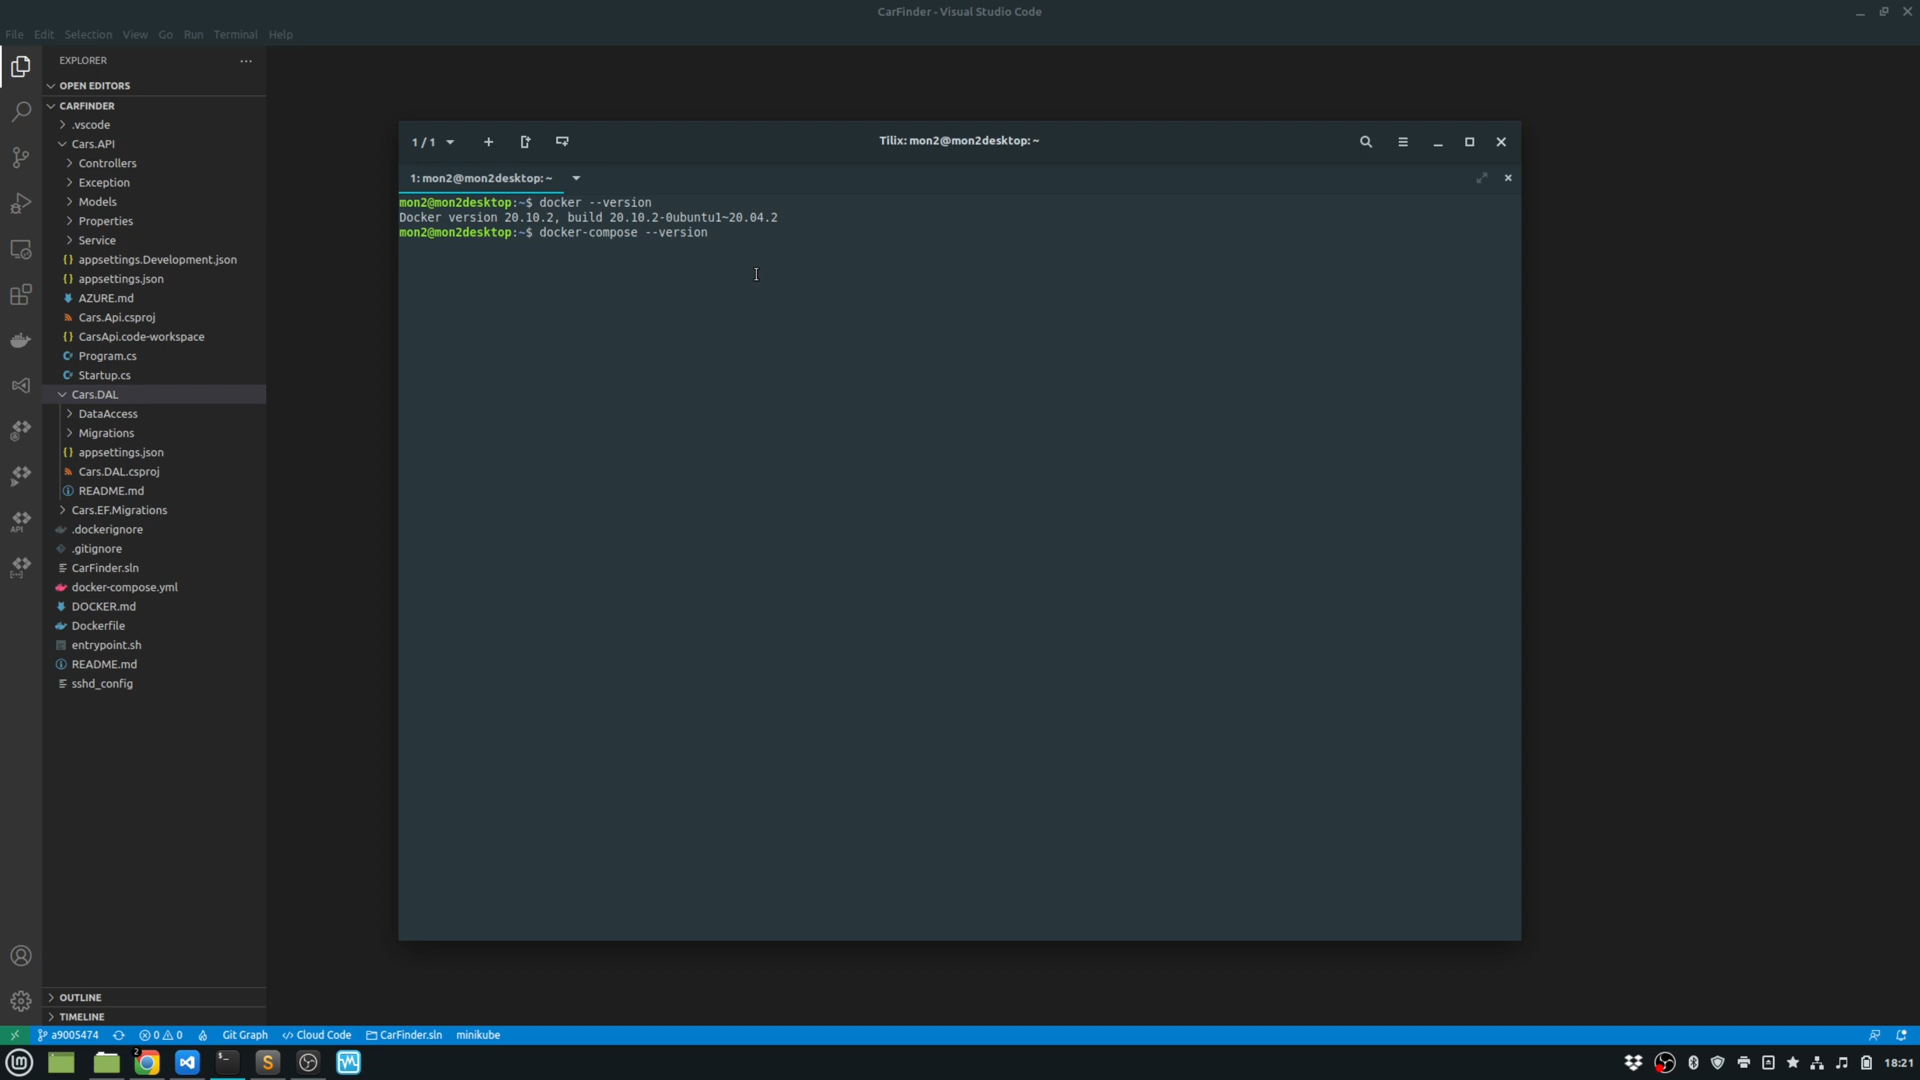 CarFinder - Visual Studio Code
File Edit Selection View Go Run Terminal Help
EXPLORER
OPEN EDITORS
CARFINDER
.vscode
Cars.API
Controllers
Exception
Models
Properties
Service
appsettings.Development.json
appsettings.json
AZURE.md
Cars.Api.csproj
CarsApi.code-workspace
Program.cs
Startup.cs
Cars.DAL
DataAccess
Migrations
appsettings.json
Cars.DAL.csproj
README.md
Cars.EF.Migrations
.dockerignore
.gitignore
CarFinder.sln
docker-compose.yml
DOCKER.md
Dockerfile
entrypoint.sh
README.md
sshd_config
OUTLINE
TIMELINE
API
1 / 1
Tilix: mon2@mon2desktop: ~
1: mon2@mon2desktop: ~
mon2@mon2desktop:~$ docker --version
Docker version 20.10.2, build 20.10.2-0ubuntu1~20.04.2
mon2@mon2desktop:~$ docker-compose --version
a9005474 0 0 Git Graph Cloud Code CarFinder.sln minikube
2
18:21